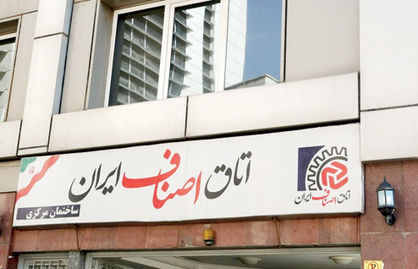 اتاق اصناف ایران
ساختمان مرکزی
اتاق اصناف ایران